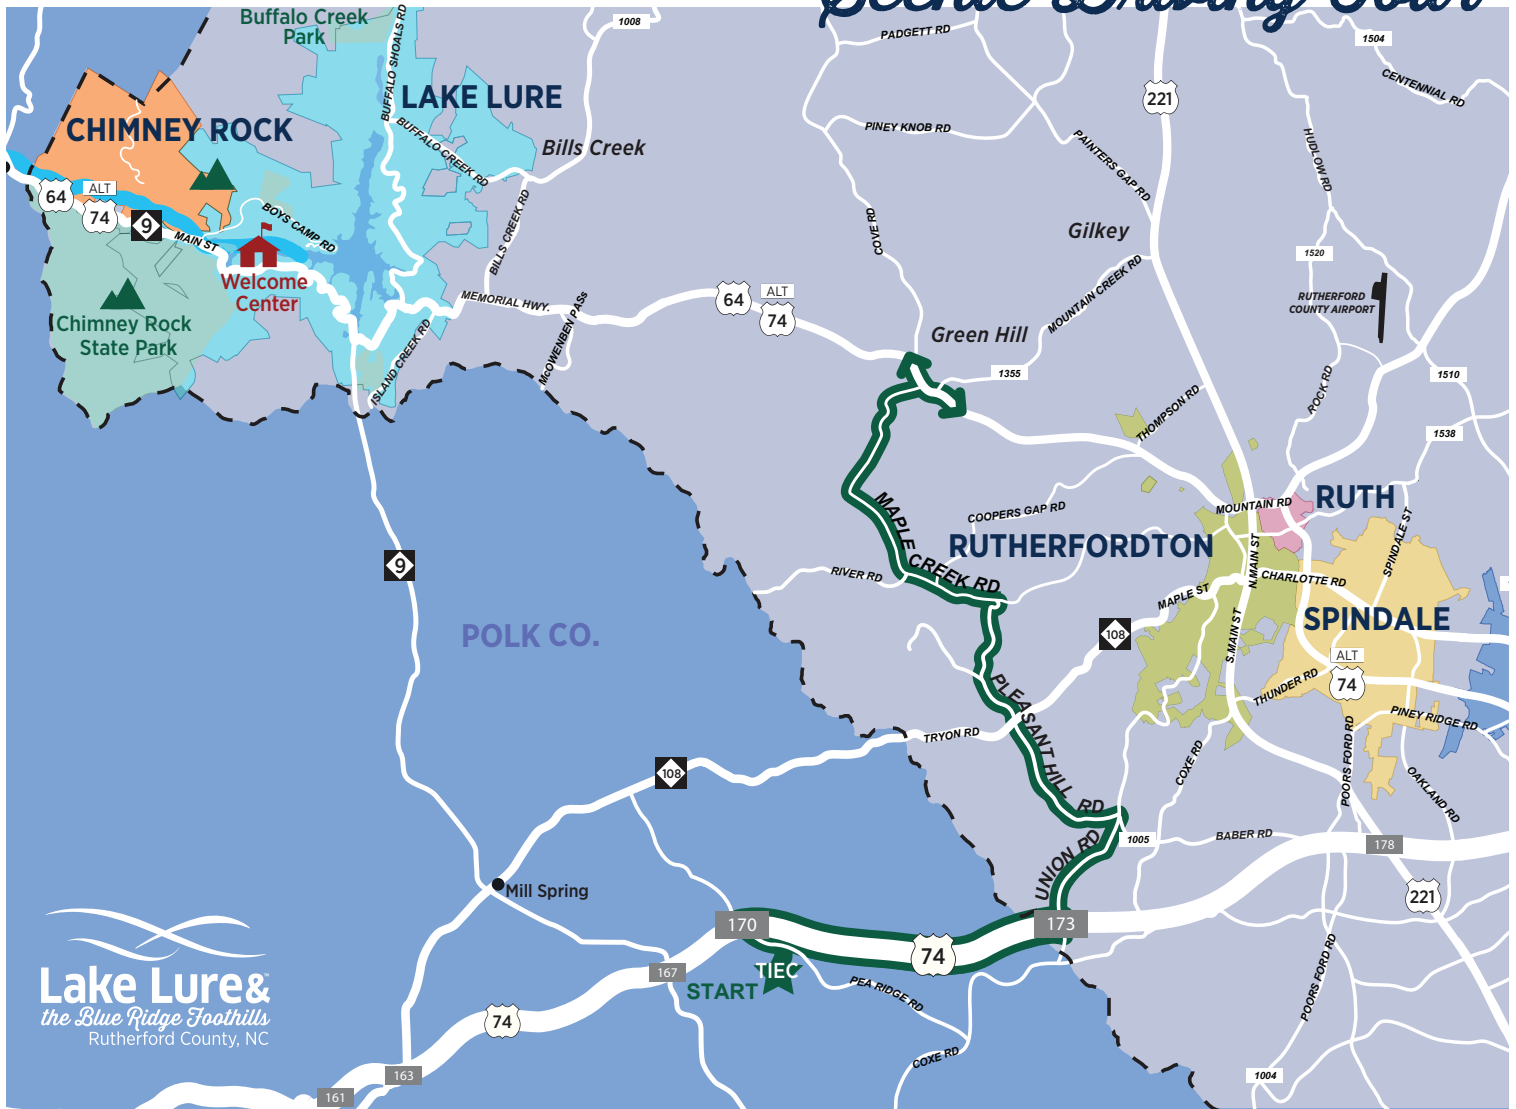 Scenic Driving Tour
Buffalo Creek
Park
BUFFALO SHOALS RD
1008
PADGETT RD
1504
CENTENNIAL RD
221
LAKE LURE
CHIMNEY ROCK
BUFFALO CREEK RD
Bills Creek
PINEY KNOB RD
PAINTERS GAP RD
HUDLOW RD
64
ALT
74
9
MAIN ST
BOYS CAMP RD
BILLS CREEK RD
COVE RD
Gilkey
1520
Welcome
Center
MEMORIAL HWY.
McOWENBEN PASs
64
ALT
74
MOUNTAIN CREEK RD
RUTHERFORD
COUNTY AIRPORT
Chimney Rock
State Park
ISLAND CREEK RD
Green Hill
1355
ROCK RD
1510
THOMPSON RD
1538
MAPLE CREEK RD
COOPERS GAP RD
MOUNTAIN RD
RUTH
RUTHERFORDTON
N.MAIN ST
SPINDALE ST
9
RIVER RD
MAPLE ST
CHARLOTTE RD
SPINDALE
POLK CO.
108
S.MAIN ST
ALT
74
THUNDER RD
PLEASANT HILL RD
TRYON RD
PINEY RIDGE RD
POORS FORD RD
COXE RD
OAKLAND RD
108
1005
BABER RD
178
UNION RD
Mill Spring
221
170
173
74
167
TIEC
START
PEA RIDGE RD
POORS FORD RD
74
COXE RD
Lake Lure&
the Blue Ridge Foothills
Rutherford County, NC
163
161
1004